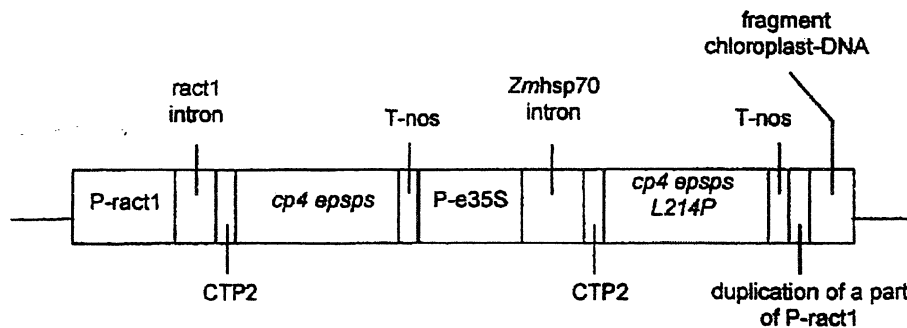 fragment
chloroplast-DNA
ract1
intron
Zmhsp70
intron
T-nos
T-nos
P-ract1
cp4 epsps
P-e35S
cp4 epsps
L214P
CTP2
CTP2
duplication of a part
of P-ract1